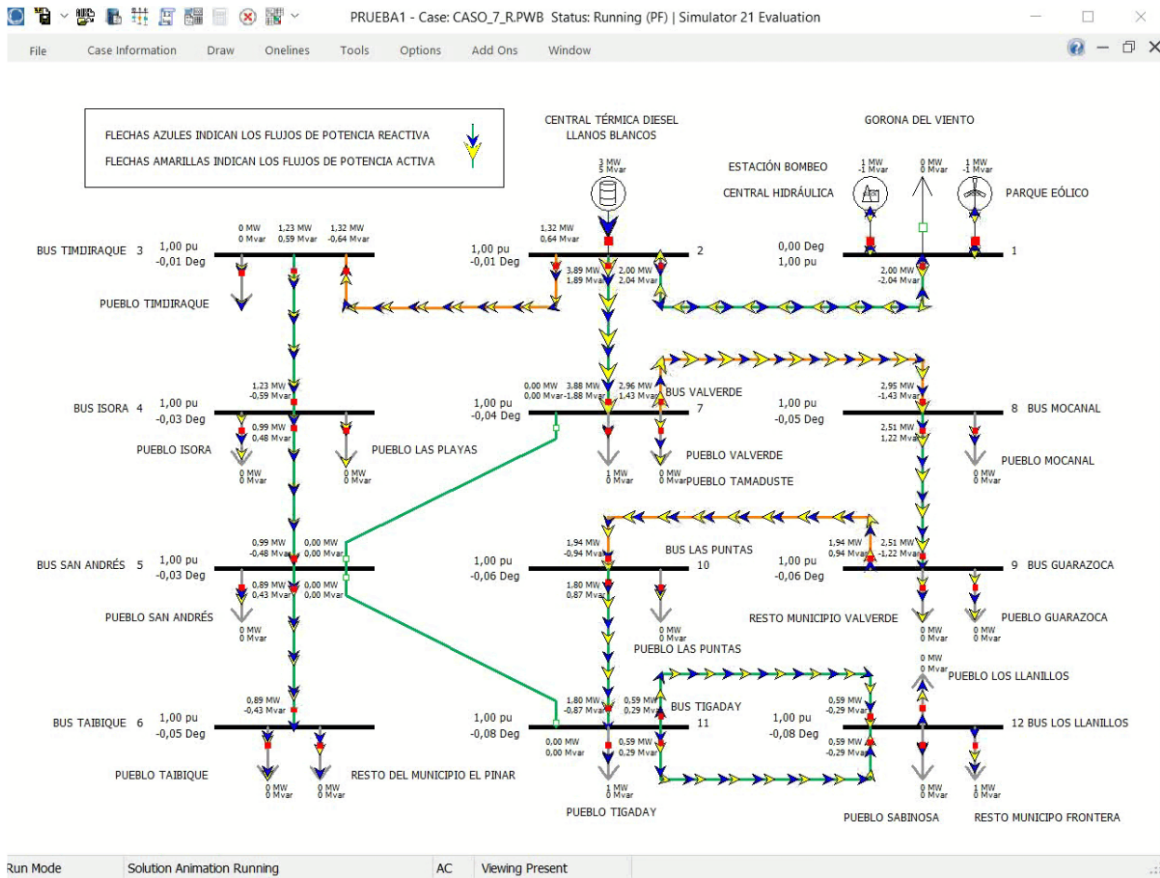 PRUEBA1 - Case: CASO_7_R.PWB Status: Running (PF) | Simulator 21 Evaluation
File Case Information Draw Onelines Tools Options Add Ons Window
FLECHAS AZULES INDICAN LOS FLUJOS DE POTENCIA REACTIVA
FLECHAS AMARILLAS INDICAN LOS FLUJOS DE POTENCIA ACTIVA
CENTRAL TÉRMICA DIESEL
LLANOS BLANCOS
3 MW
5 Mvar
GORONA DEL VIENTO
ESTACIÓN BOMBEO
CENTRAL HIDRÁULICA
1 MW
-1 Mvar
0 MW
0 Mvar
1 MW
-1 Mvar
PARQUE EÓLICO
BUS TIMJIRAQUE 3
1,00 pu
-0,01 Deg
0 MW
0 Mvar
1,23 MW
0,59 Mvar
1,32 MW
-0,64 Mvar
PUEBLO TIMJIRAQUE
1,00 pu
-0,01 Deg
1,32 MW
0,64 Mvar
2
3,89 MW
1,89 Mvar
2,00 MW
2,04 Mvar
0,00 Deg
1,00 pu
1
2,00 MW
-2,04 Mvar
BUS ISORA 4
1,00 pu
-0,03 Deg
1,23 MW
-0,59 Mvar
0,99 MW
0,48 Mvar
PUEBLO ISORA
0 MW
0 Mvar
PUEBLO LAS PLAYAS
0 MW
0 Mvar
1,00 pu
-0,04 Deg
0,00 MW
0,00 Mvar
3,88 MW
-1,88 Mvar
2,96 MW
1,43 Mvar
BUS VALVERDE
7
PUEBLO VALVERDE
1 MW
0 Mvar
0 MW
0 Mvar
PUEBLO TAMADUSTE
1,00 pu
-0,05 Deg
2,95 MW
-1,43 Mvar
8 BUS MOCANAL
2,51 MW
1,22 Mvar
PUEBLO MOCANAL
0 MW
0 Mvar
BUS SAN ANDRÉS 5
1,00 pu
-0,03 Deg
0,99 MW
-0,48 Mvar
0,00 MW
0,00 Mvar
0,89 MW
0,43 Mvar
0,00 MW
0,00 Mvar
PUEBLO SAN ANDRÉS
0 MW
0 Mvar
1,00 pu
-0,06 Deg
1,94 MW
-0,94 Mvar
BUS LAS PUNTAS
10
1,80 MW
0,87 Mvar
0 MW
0 Mvar
PUEBLO LAS PUNTAS
1,00 pu
-0,06 Deg
1,94 MW
0,94 Mvar
2,51 MW
-1,22 Mvar
9 BUS GUARAZOCA
RESTO MUNICIPIO VALVERDE
0 MW
0 Mvar
PUEBLO GUARAZOCA
0 MW
0 Mvar
BUS TAIBIQUE 6
1,00 pu
-0,05 Deg
0,89 MW
-0,43 Mvar
PUEBLO TAIBIQUE
0 MW
0 Mvar
0 MW
0 Mvar
RESTO DEL MUNICIPIO EL PINAR
1,00 pu
-0,08 Deg
1,80 MW
-0,87 Mvar
0,59 MW
0,29 Mvar
BUS TIGADAY
11
0,00 MW
0,00 Mvar
0,59 MW
0,29 Mvar
1 MW
0 Mvar
PUEBLO TIGADAY
0 MW
0 Mvar
PUEBLO LOS LLANILLOS
1,00 pu
-0,08 Deg
0,59 MW
-0,29 Mvar
12 BUS LOS LLANILLOS
0,59 MW
-0,29 Mvar
0 MW
0 Mvar
1 MW
0 Mvar
PUEBLO SABINOSA
RESTO MUNICIPO FRONTERA
Run Mode Solution Animation Running AC Viewing Present